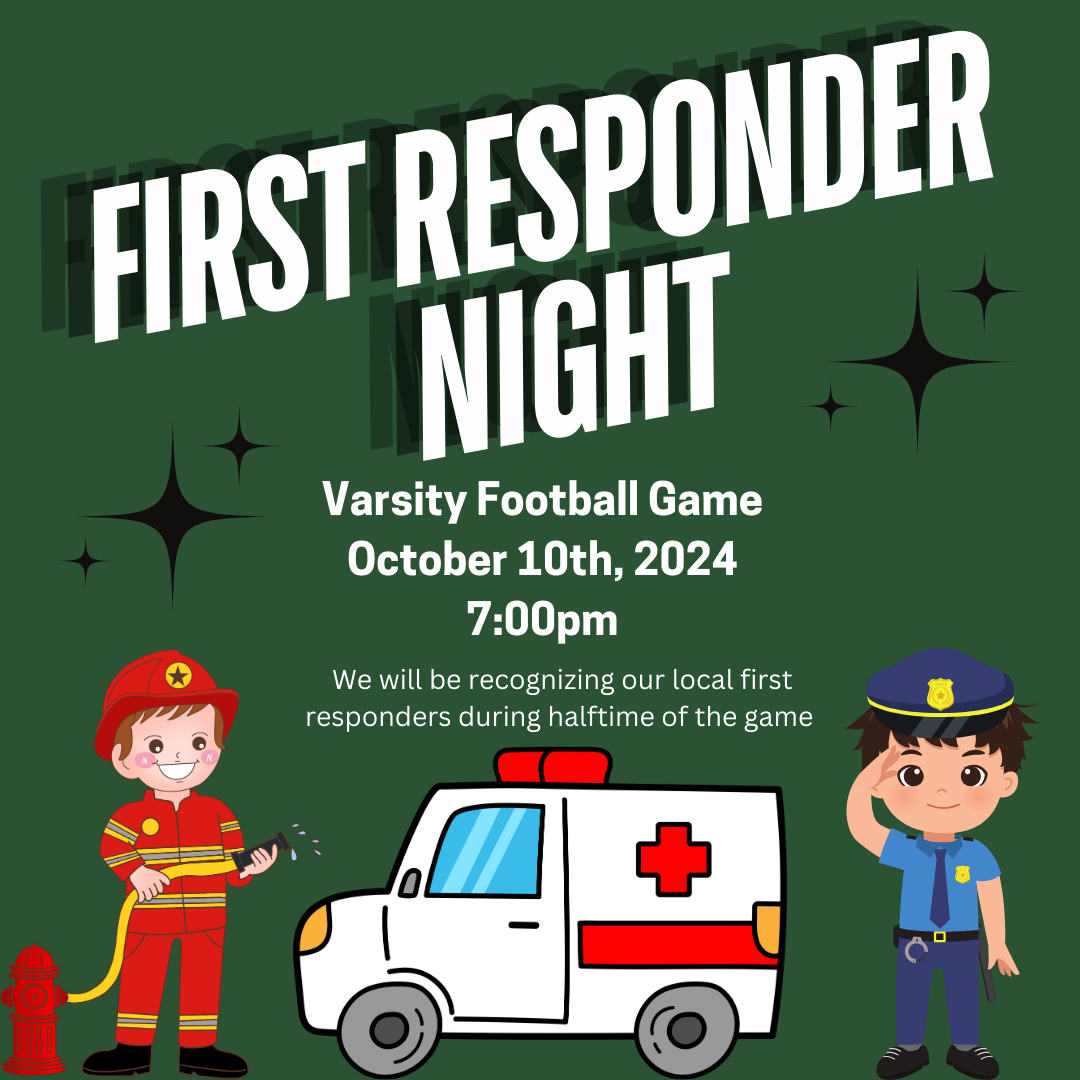 FIRST RESPONDER
NIGHT
Varsity Football Game
October 10th, 2024
7:00pm
We will be recognizing our local first
responders during halftime of the game
N N